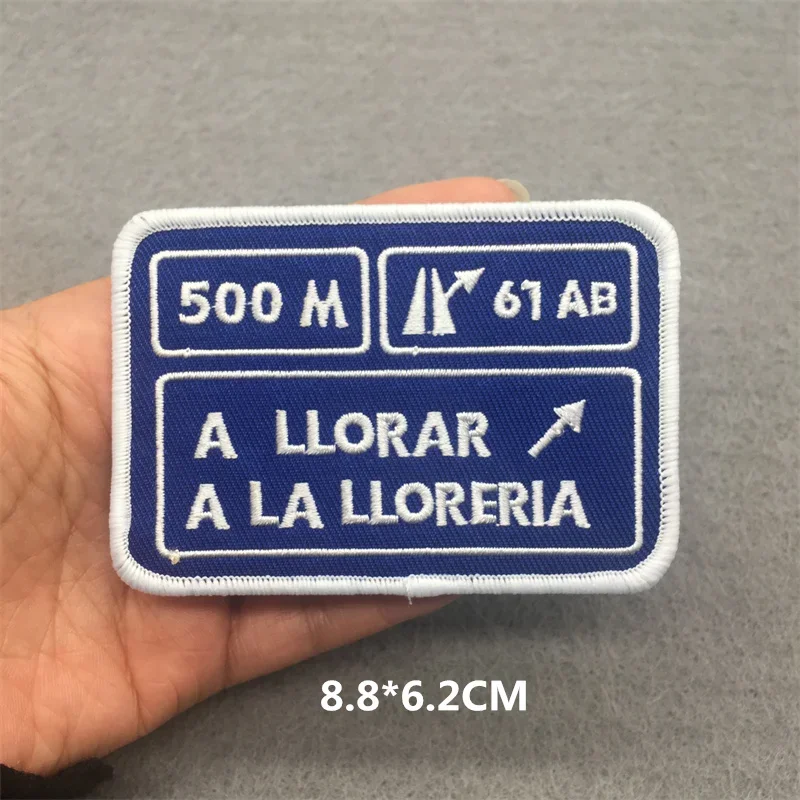 500 M
61 AB
A LLORAR
A LA LLORERIA
8.8*6.2CM